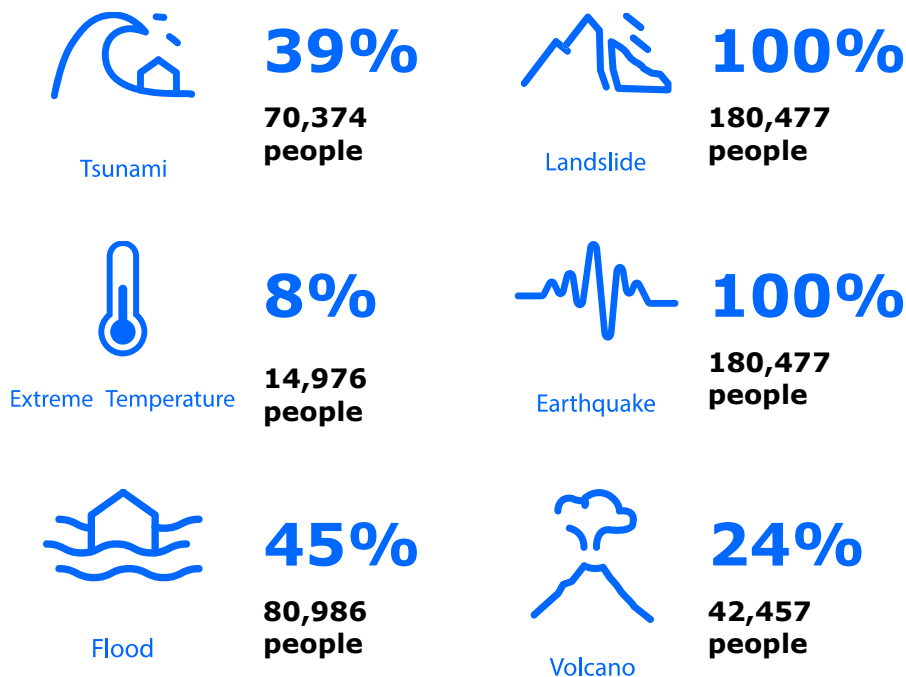 39%
70,374
people
Tsunami
100%
180,477
people
Landslide
8%
14,976
people
Extreme Temperature
100%
180,477
people
Earthquake
45%
80,986
people
Flood
24%
42,457
people
Volcano